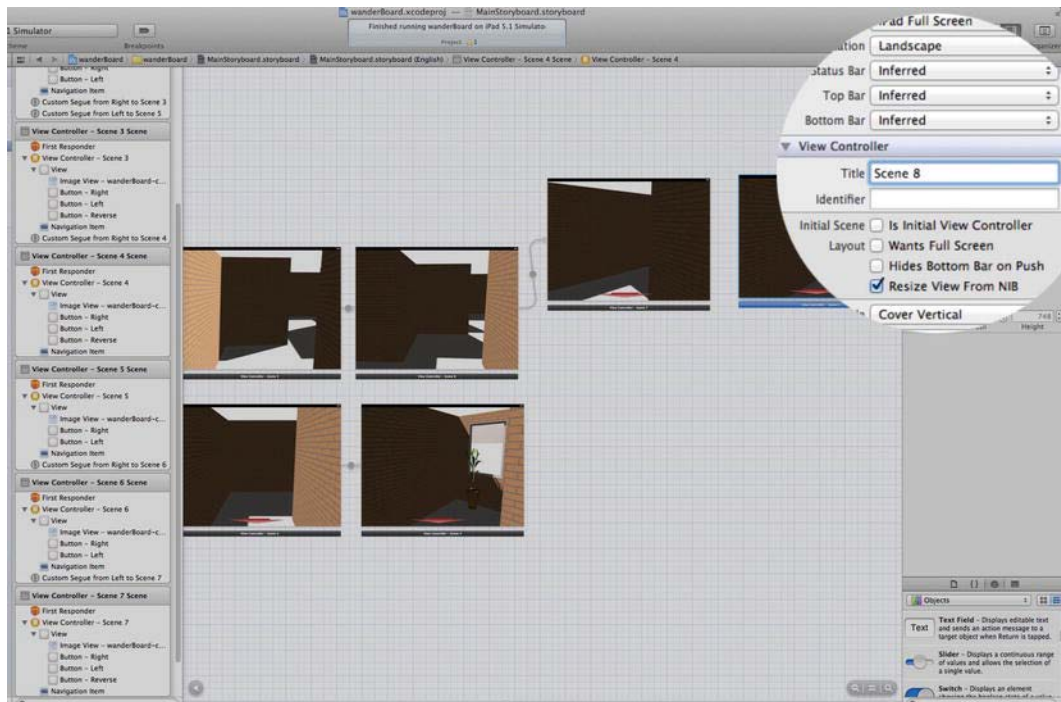 wanderBoard.xcodeproj — MainStoryboard.storyboard
1 Simulator
Breakpoints
Finished running wanderBoard on iPad 5.1 Simulator
Project 2
wanderBoard
wanderBoard
MainStoryboard.storyboard
MainStoryboard.storyboard (English)
View Controller - Scene 4 Scene
View Controller - Scene 4
Button - Right
Button - Left
Navigation Item
Custom Segue from Right to Scene 3
Custom Segue from Left to Scene 5
View Controller - Scene 3 Scene
First Responder
View Controller - Scene 3
View
Image View - wanderBoard-c...
Button - Right
Button - Left
Button - Reverse
Navigation Item
Custom Segue from Right to Scene 4
View Controller - Scene 4 Scene
First Responder
View Controller - Scene 4
View
Image View - wanderBoard-c...
Button - Right
Button - Left
Button - Reverse
Navigation Item
View Controller - Scene 5 Scene
First Responder
View Controller - Scene 5
View
Image View - wanderBoard-c...
Button - Right
Button - Left
Navigation Item
Custom Segue from Right to Scene 6
View Controller - Scene 6 Scene
First Responder
View Controller - Scene 6
View
Image View - wanderBoard-c...
Button - Right
Button - Left
Navigation Item
Custom Segue from Left to Scene 7
View Controller - Scene 7 Scene
First Responder
View Controller - Scene 7
View
Image View - wanderBoard-c...
Button - Right
Button - Left
Button - Reverse
Navigation Item
iPad Full Screen
Landscape
Status Bar Inferred
Top Bar Inferred
Bottom Bar Inferred
View Controller
Title Scene 8
Identifier
Initial Scene Is Initial View Controller
Layout Wants Full Screen
Hides Bottom Bar on Push
Resize View From NIB
Cover Vertical
748
Height
Objects
Text
Text Field - Displays editable text
and sends an action message to a
target object when Return is tapped.
Slider - Displays a continuous range
of values and allows the selection of
a single value.
Switch - Displays an element
showing the boolean state of a value.